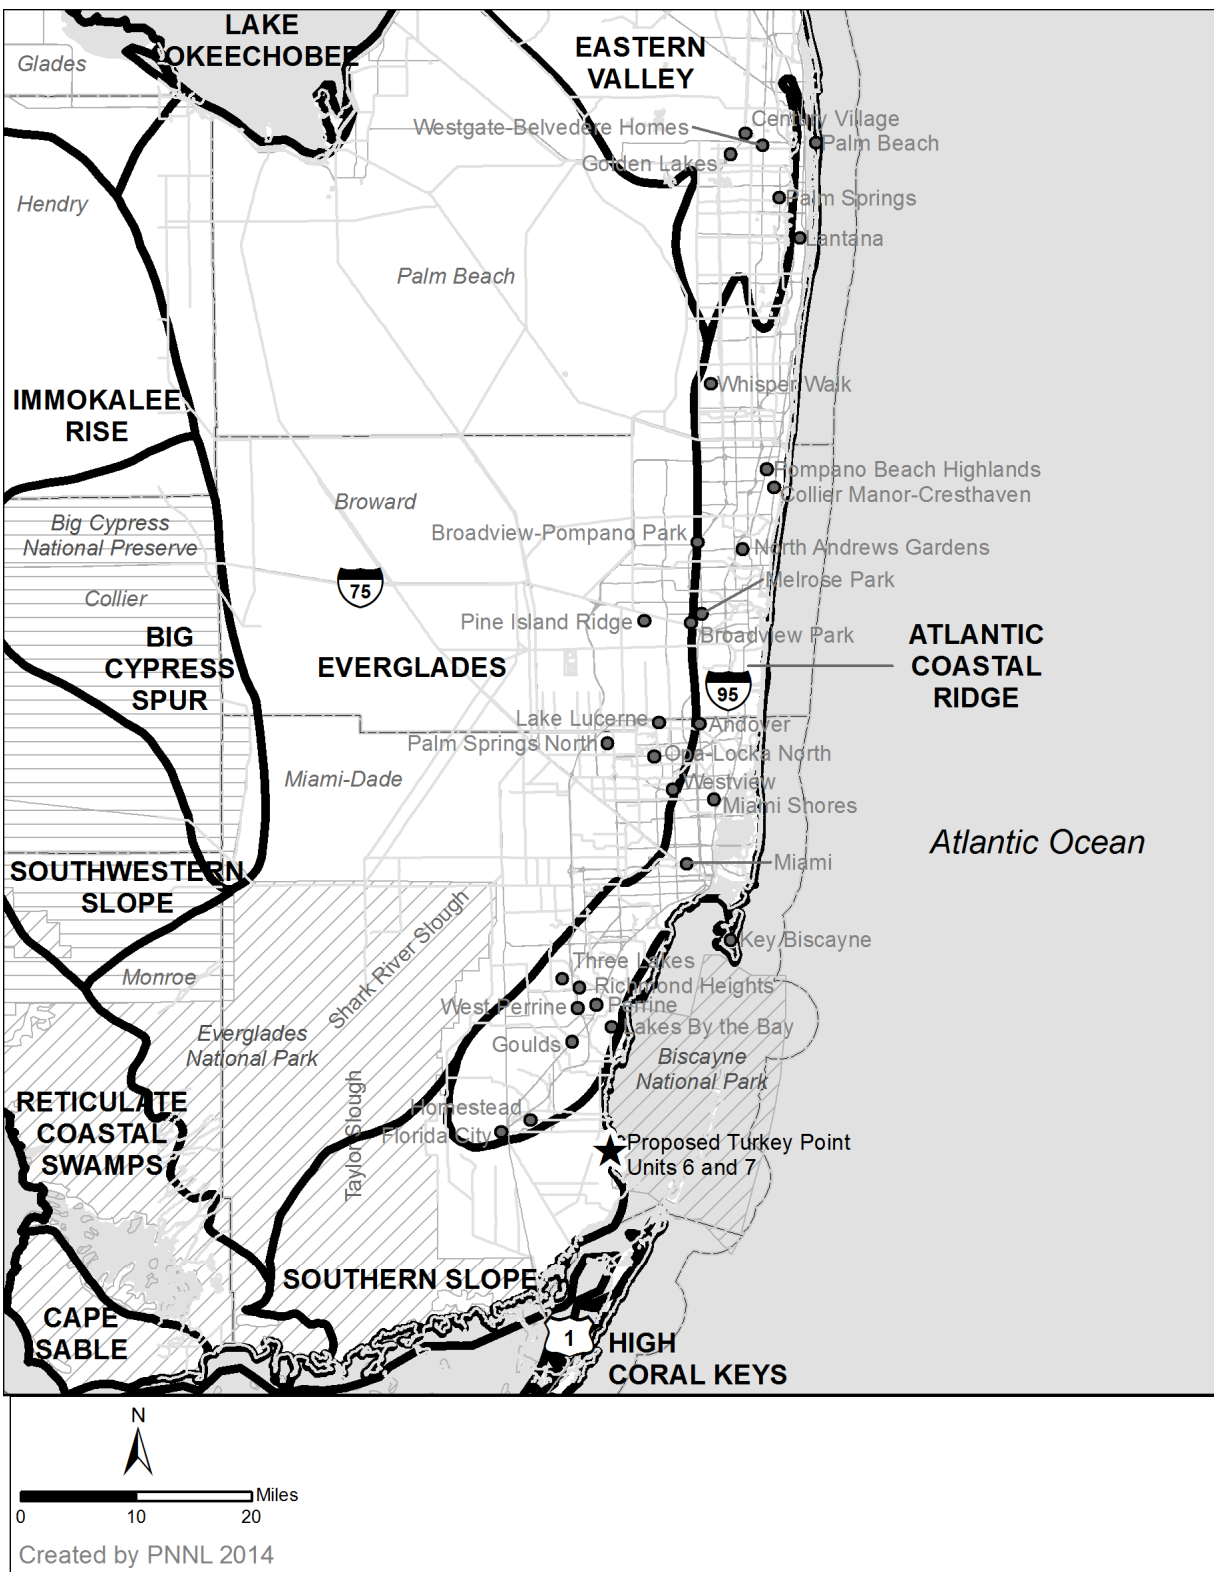 LAKE
OKEECHOBEE
EASTERN
VALLEY
Glades
Century Village
Westgate-Belvedere Homes
Palm Beach
Golden Lakes
Hendry
Palm Springs
Lantana
Palm Beach
Whisper Walk
IMMOKALEE
RISE
Pompano Beach Highlands
Collier Manor-Cresthaven
Broward
Big Cypress
National Preserve
Broadview-Pompano Park
North Andrews Gardens
75
Melrose Park
Collier
Pine Island Ridge
Broadview Park
BIG
CYPRESS
SPUR
EVERGLADES
ATLANTIC
COASTAL
RIDGE
95
Lake Lucerne
Andover
Palm Springs North
Opa-Locka North
Miami-Dade
Westview
Miami Shores
Atlantic Ocean
Miami
SOUTHWESTERN
SLOPE
Shark River Slough
Key Biscayne
Monroe
Three Lakes
Richmond Heights
West Perrine
Perrine
Lakes By the Bay
Everglades
National Park
Goulds
Biscayne
National Park
RETICULATE
COASTAL
SWAMPS
Taylor Slough
Homestead
Florida City
Proposed Turkey Point
Units 6 and 7
SOUTHERN SLOPE
CAPE
SABLE
1
HIGH
CORAL KEYS
N
Miles
0 10 20
Created by PNNL 2014